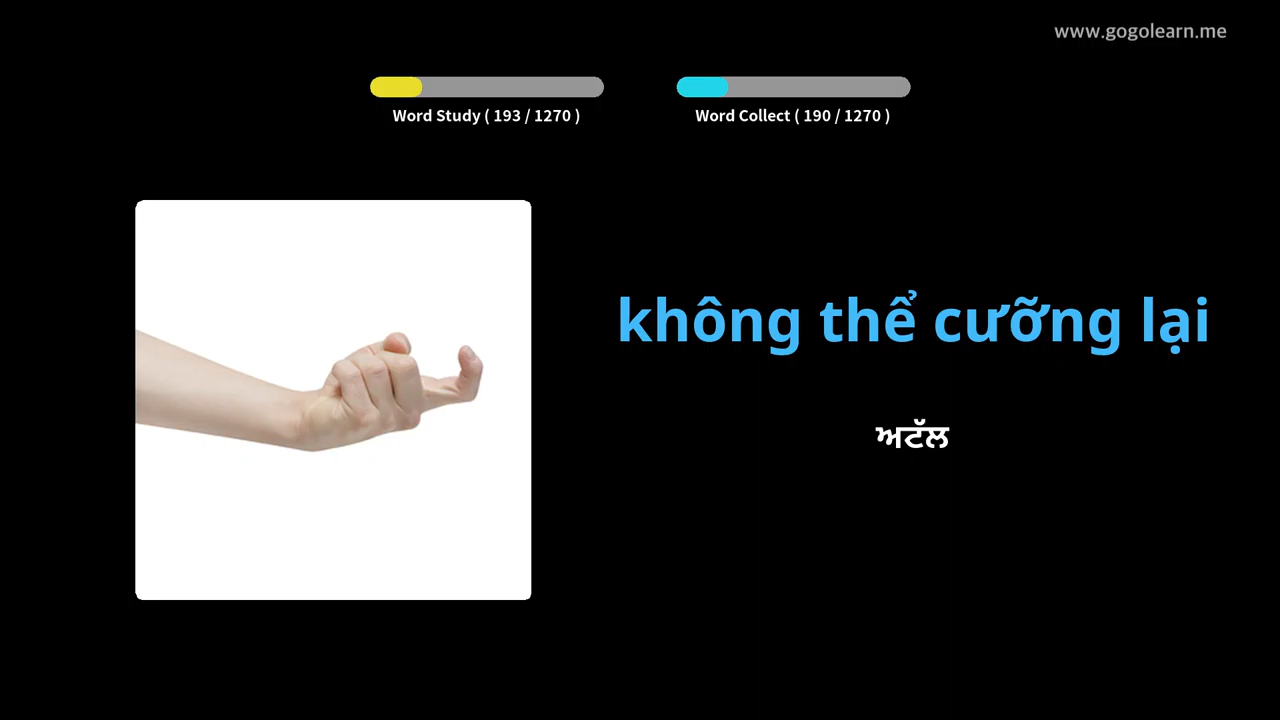 www.gogolearn.me
Word Study ( 193 / 1270 )
Word Collect ( 190 / 1270 )
không thể cưỡng lại
ਅਟੱਲ